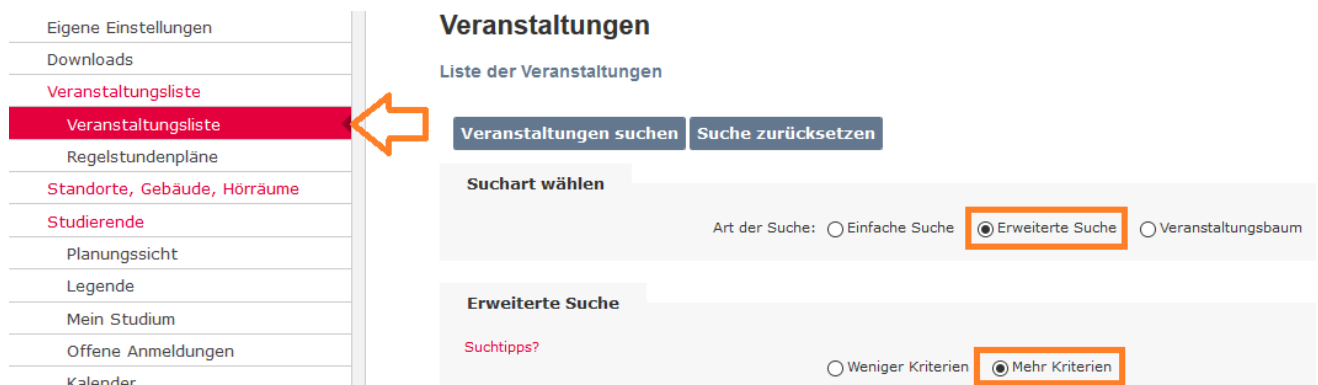 Eigene Einstellungen
Downloads
Veranstaltungsliste
Veranstaltungsliste
Regelstundenpläne
Standorte, Gebäude, Hörräume
Studierende
Planungssicht
Legende
Mein Studium
Offene Anmeldungen
Kalender
Veranstaltungen
Liste der Veranstaltungen
Veranstaltungen suchen Suche zurücksetzen
Suchart wählen
Art der Suche: Einfache Suche Erweiterte Suche Veranstaltungsbaum
Erweiterte Suche
Suchtipps?
Weniger Kriterien Mehr Kriterien